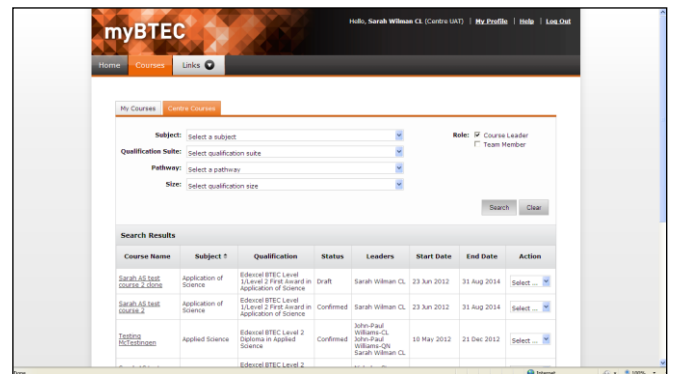 myBTEC
Hello, Sarah Wilman CL (Centre UAT) | My Profile | Help | Log Out
Home Courses Links
My Courses Centre Courses
Subject: Select a subject
Role: Course Leader
Team Member
Qualification Suite: Select qualification suite
Pathway: Select a pathway
Size: Select qualification size
Search Clear
Search Results
Course Name Subject Qualification Status Leaders Start Date End Date Action
Sarah AS test
course 2 clone
Application of
Science
Edexcel BTEC Level
1/Level 2 First Award in
Application of Science
Draft
Sarah Wilman CL
23 Jun 2012
31 Aug 2014
Select ...
Sarah AS test
course 2
Application of
Science
Edexcel BTEC Level
1/Level 2 First Award in
Application of Science
Confirmed
Sarah Wilman CL
23 Jun 2012
31 Aug 2014
Select ...
Testing
McTestingen
Applied Science
Edexcel BTEC Level 2
Diploma in Applied
Science
Confirmed
John-Paul
Williams-CL
John-Paul
Williams-QN
Sarah Wilman CL
10 May 2012
21 Dec 2012
Select ...
Edexcel BTEC Level 2
Done
Internet
100%